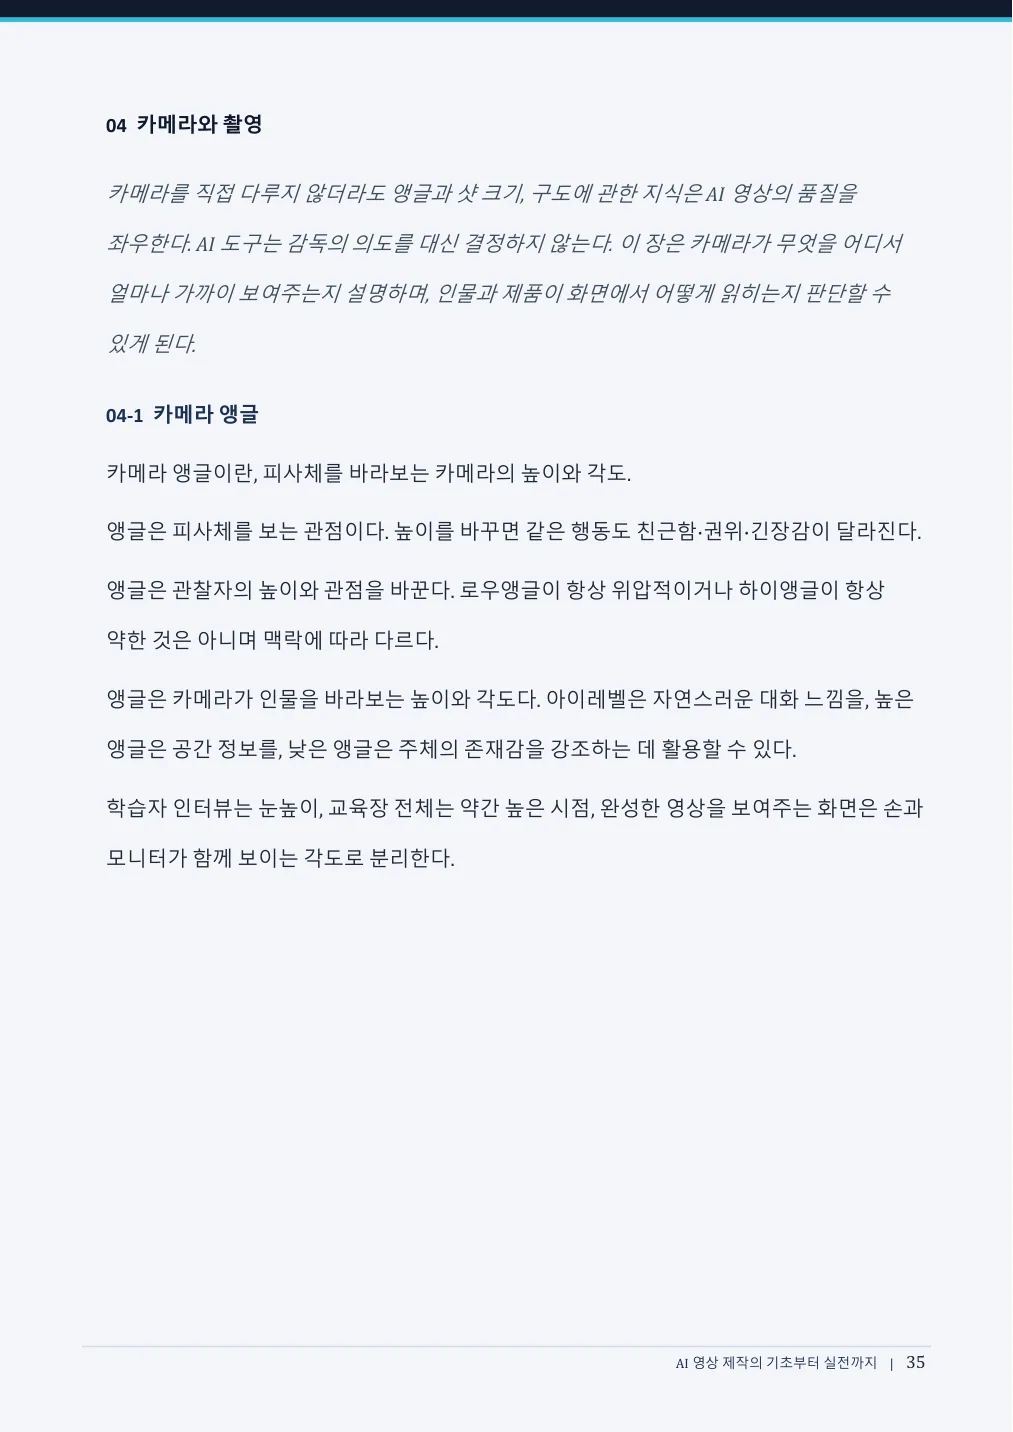 04 카메라와 촬영
카메라를 직접 다루지 않더라도 앵글과 샷 크기, 구도에 관한 지식은 AI 영상의 품질을
좌우한다. AI 도구는 감독의 의도를 대신 결정하지 않는다. 이 장은 카메라가 무엇을 어디서
얼마나 가까이 보여주는지 설명하며, 인물과 제품이 화면에서 어떻게 읽히는지 판단할 수
있게 된다.
04-1 카메라 앵글
카메라 앵글이란, 피사체를 바라보는 카메라의 높이와 각도.
앵글은 피사체를 보는 관점이다. 높이를 바꾸면 같은 행동도 친근함·권위·긴장감이 달라진다.
앵글은 관찰자의 높이와 관점을 바꾼다. 로우앵글이 항상 위압적이거나 하이앵글이 항상
약한 것은 아니며 맥락에 따라 다르다.
앵글은 카메라가 인물을 바라보는 높이와 각도다. 아이레벨은 자연스러운 대화 느낌을, 높은
앵글은 공간 정보를, 낮은 앵글은 주체의 존재감을 강조하는 데 활용할 수 있다.
학습자 인터뷰는 눈높이, 교육장 전체는 약간 높은 시점, 완성한 영상을 보여주는 화면은 손과
모니터가 함께 보이는 각도로 분리한다.
AI 영상 제작의 기초부터 실전까지 | 35